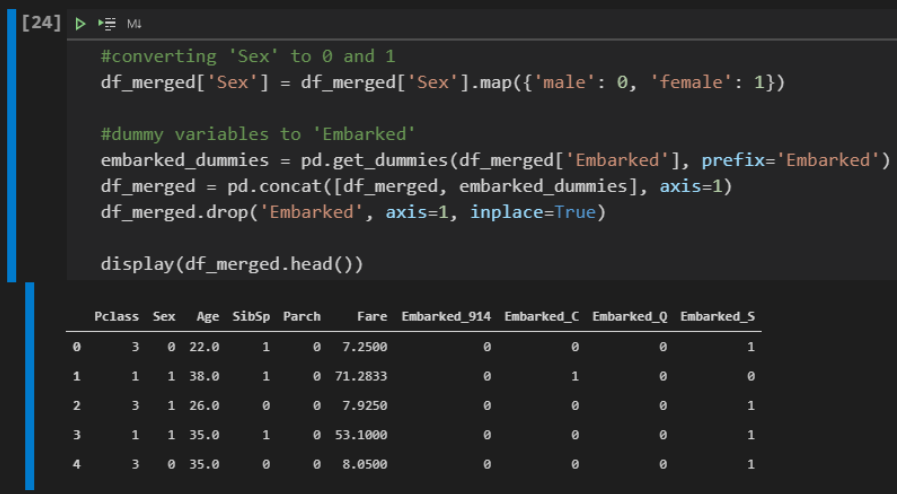 [24] M↓
#converting 'Sex' to 0 and 1
df_merged['Sex'] = df_merged['Sex'].map({'male': 0, 'female': 1})
#dummy variables to 'Embarked'
embarked_dummies = pd.get_dummies(df_merged['Embarked'], prefix='Embarked')
df_merged = pd.concat([df_merged, embarked_dummies], axis=1)
df_merged.drop('Embarked', axis=1, inplace=True)
display(df_merged.head())
Pclass Sex Age SibSp Parch Fare Embarked_914 Embarked_C Embarked_Q Embarked_S
0 3 0 22.0 1 0 7.2500 0 0 0 1
1 1 1 38.0 1 0 71.2833 0 1 0 0
2 3 1 26.0 0 0 7.9250 0 0 0 1
3 1 1 35.0 1 0 53.1000 0 0 0 1
4 3 0 35.0 0 0 8.0500 0 0 0 1